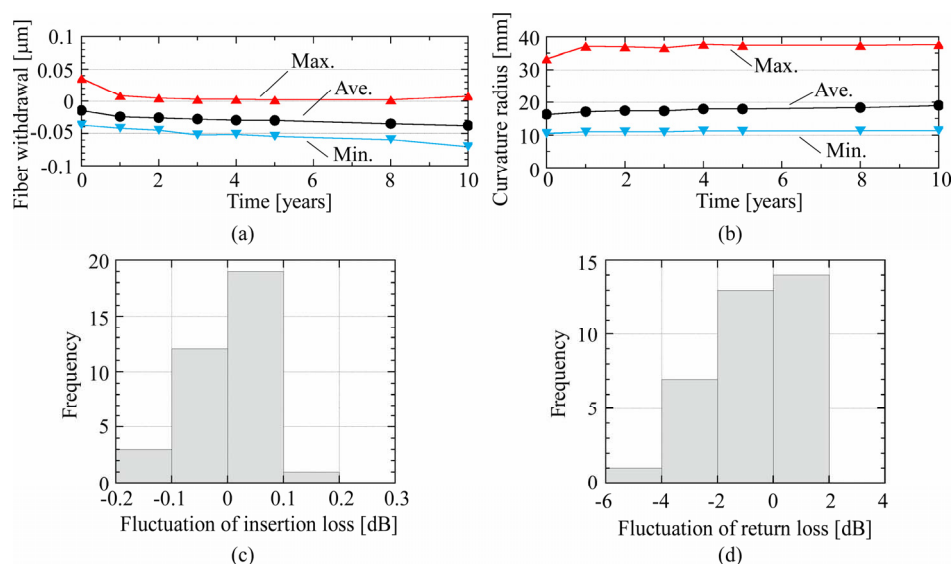 Fiber withdrawal [μm]
0.1
0.05
0
-0.05
-0.1
Max.
Ave.
Min.
0 2 4 6 8 10
Time [years]
(a)
Curvature radius [mm]
40
30
20
10
0
Max.
Ave.
Min.
0 2 4 6 8 10
Time [years]
(b)
Frequency
20
15
10
5
0
-0.2 -0.1 0 0.1 0.2 0.3
Fluctuation of insertion loss [dB]
(c)
Frequency
15
10
5
0
-6 -4 -2 0 2 4
Fluctuation of return loss [dB]
(d)